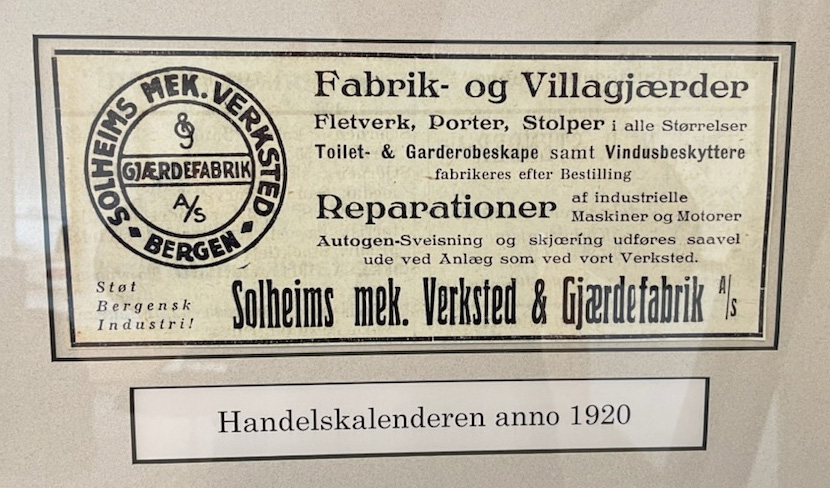 SOLHEIMS MEK. VERKSTED
&
GJÆRDEFABRIK
A/S
BERGEN
Fabrik- og Villagjærder
Fletverk, Porter, Stolper i alle Størrelser
Toilet- & Garderobeskape samt Vindusbeskyttere
fabrikeres efter Bestilling
Reparationer af industrielle
Maskiner og Motorer
Autogen-Sveisning og skjœring udføres saavel
ude ved Anlæg som ved vort Verksted.
Støt
Bergensk
Industri!
Solheims mek. Verksted & Gjærdefabrik A/S
Handelskalenderen anno 1920